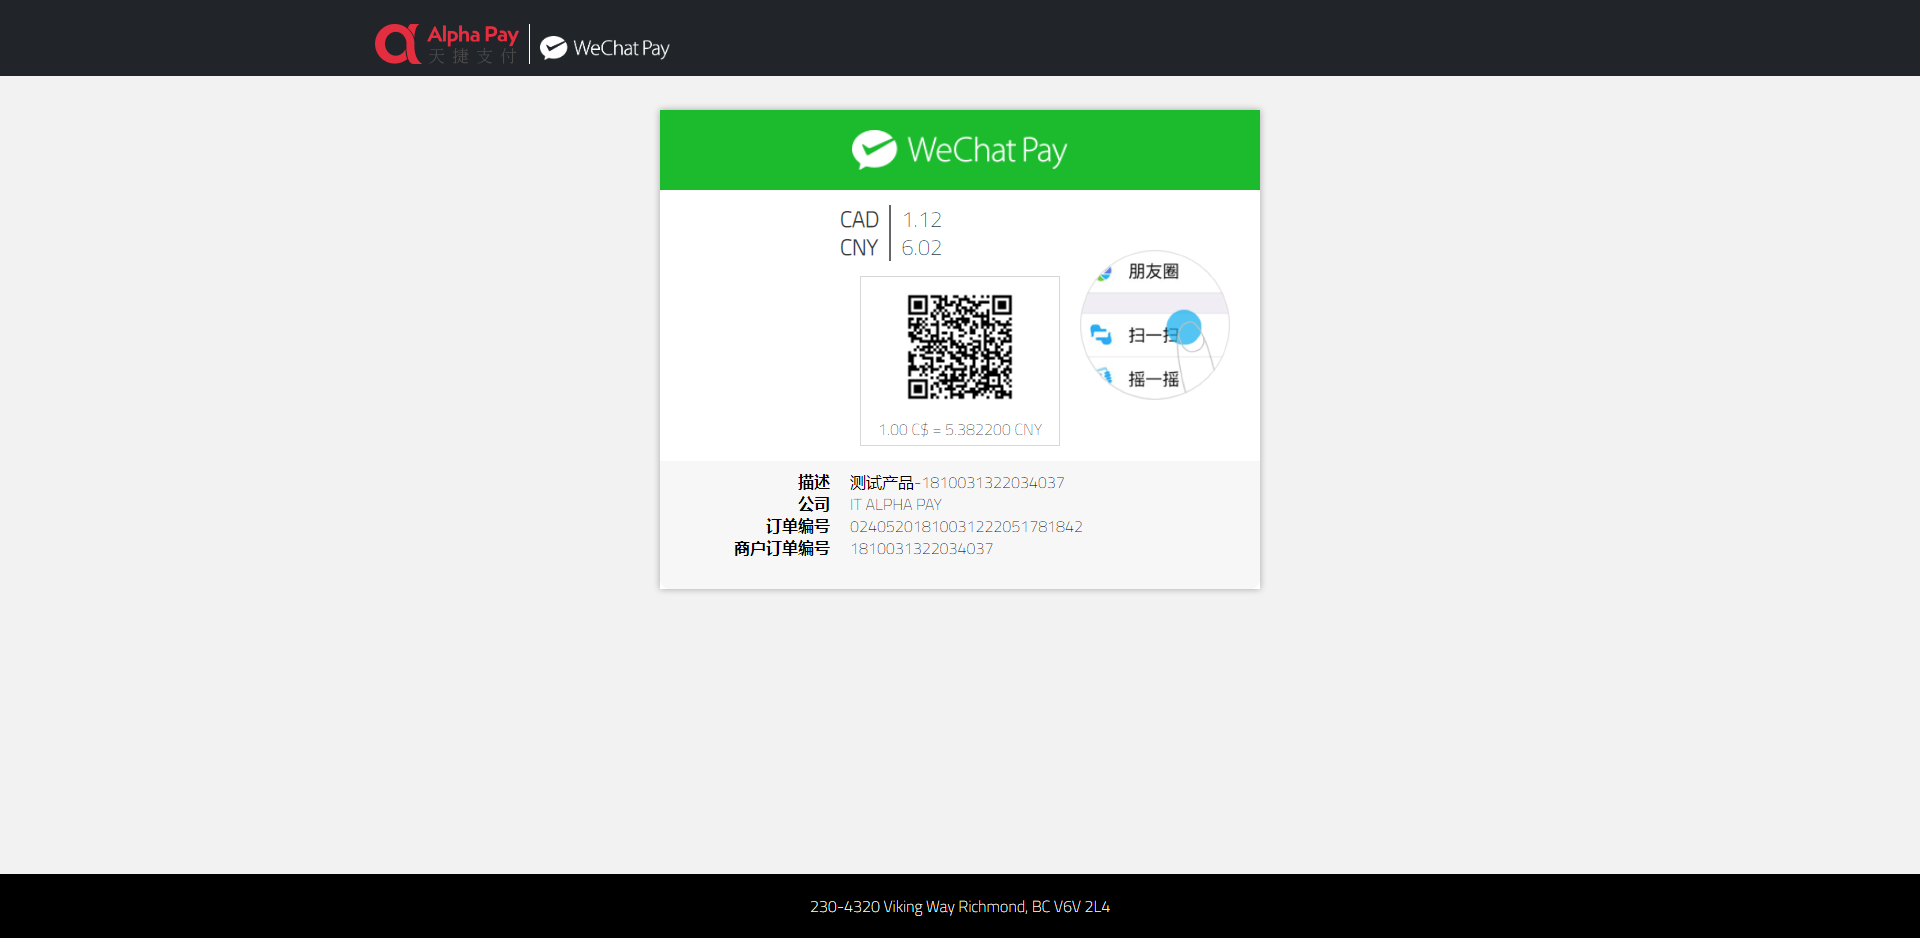 Alpha Pay
天捷支付
WeChat Pay
WeChat Pay
CAD 1.12
CNY 6.02
朋友圈
扫一扫
摇一摇
1.00 C$ = 5.382200 CNY
描述 测试产品-1810031322034037
公司 IT ALPHA PAY
订单编号 02405201810031222051781842
商户订单编号 1810031322034037
230-4320 Viking Way Richmond, BC V6V 2L4